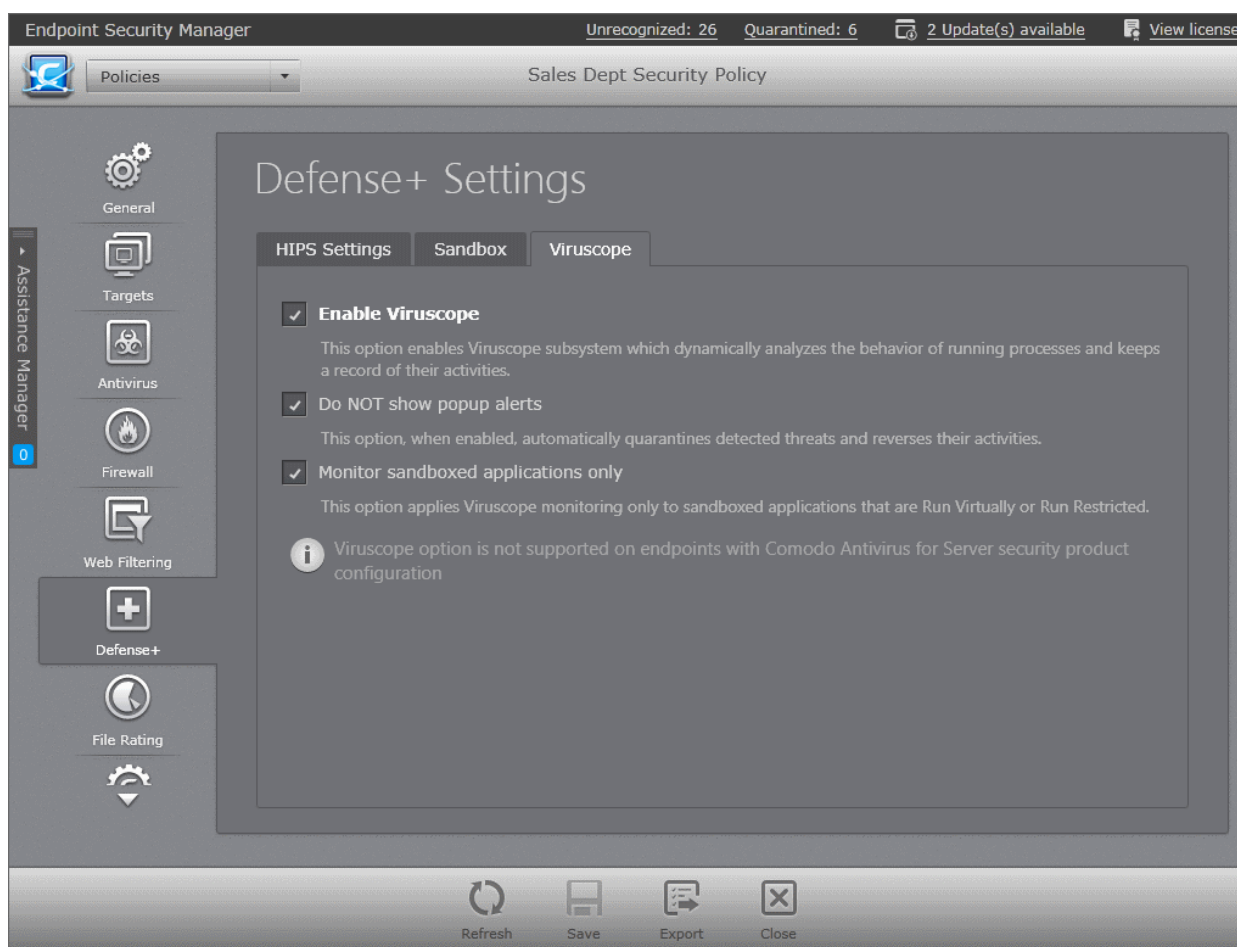 Endpoint Security Manager
Unrecognized: 26
Quarantined: 6
2 Update(s) available
View license
Policies
Sales Dept Security Policy
General
Targets
Antivirus
Firewall
Web Filtering
Defense+
File Rating
Assistance Manager
0
Defense+ Settings
HIPS Settings
Sandbox
Viruscope
Enable Viruscope
This option enables Viruscope subsystem which dynamically analyzes the behavior of running processes and keeps
a record of their activities.
Do NOT show popup alerts
This option, when enabled, automatically quarantines detected threats and reverses their activities.
Monitor sandboxed applications only
This option applies Viruscope monitoring only to sandboxed applications that are Run Virtually or Run Restricted.
Viruscope option is not supported on endpoints with Comodo Antivirus for Server security product
configuration
Refresh
Save
Export
Close